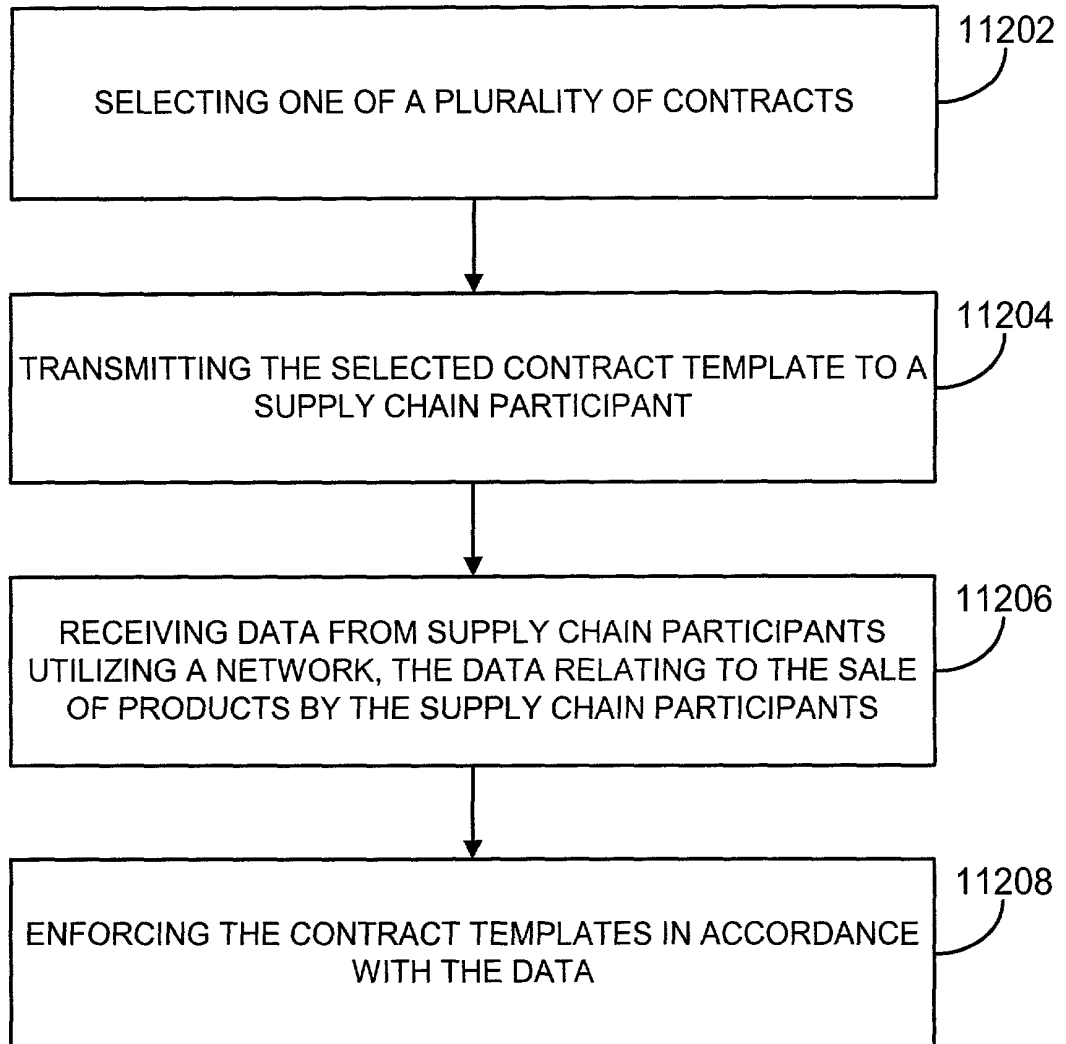 11202
SELECTING ONE OF A PLURALITY OF CONTRACTS
11204
TRANSMITTING THE SELECTED CONTRACT TEMPLATE TO A
SUPPLY CHAIN PARTICIPANT
11206
RECEIVING DATA FROM SUPPLY CHAIN PARTICIPANTS
UTILIZING A NETWORK, THE DATA RELATING TO THE SALE
OF PRODUCTS BY THE SUPPLY CHAIN PARTICIPANTS
11208
ENFORCING THE CONTRACT TEMPLATES IN ACCORDANCE
WITH THE DATA